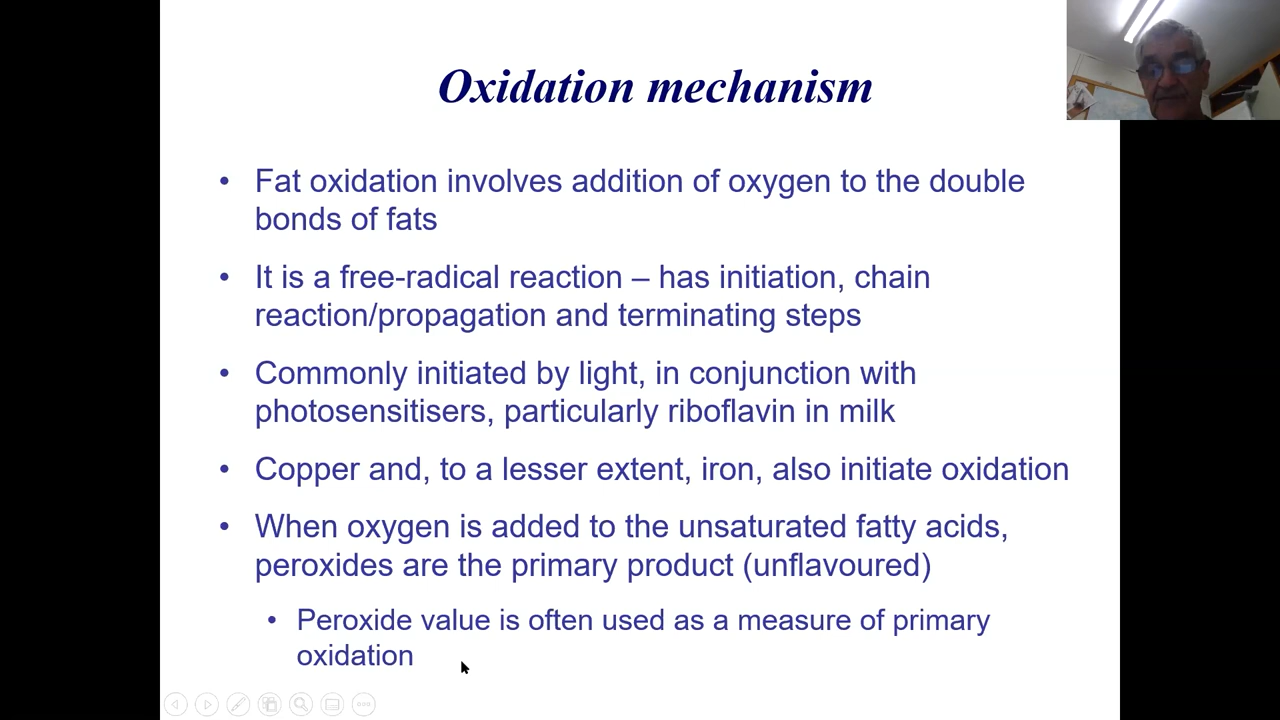 Oxidation mechanism
• Fat oxidation involves addition of oxygen to the double
bonds of fats
• It is a free-radical reaction – has initiation, chain
reaction/propagation and terminating steps
• Commonly initiated by light, in conjunction with
photosensitisers, particularly riboflavin in milk
• Copper and, to a lesser extent, iron, also initiate oxidation
• When oxygen is added to the unsaturated fatty acids,
peroxides are the primary product (unflavoured)
• Peroxide value is often used as a measure of primary
oxidation